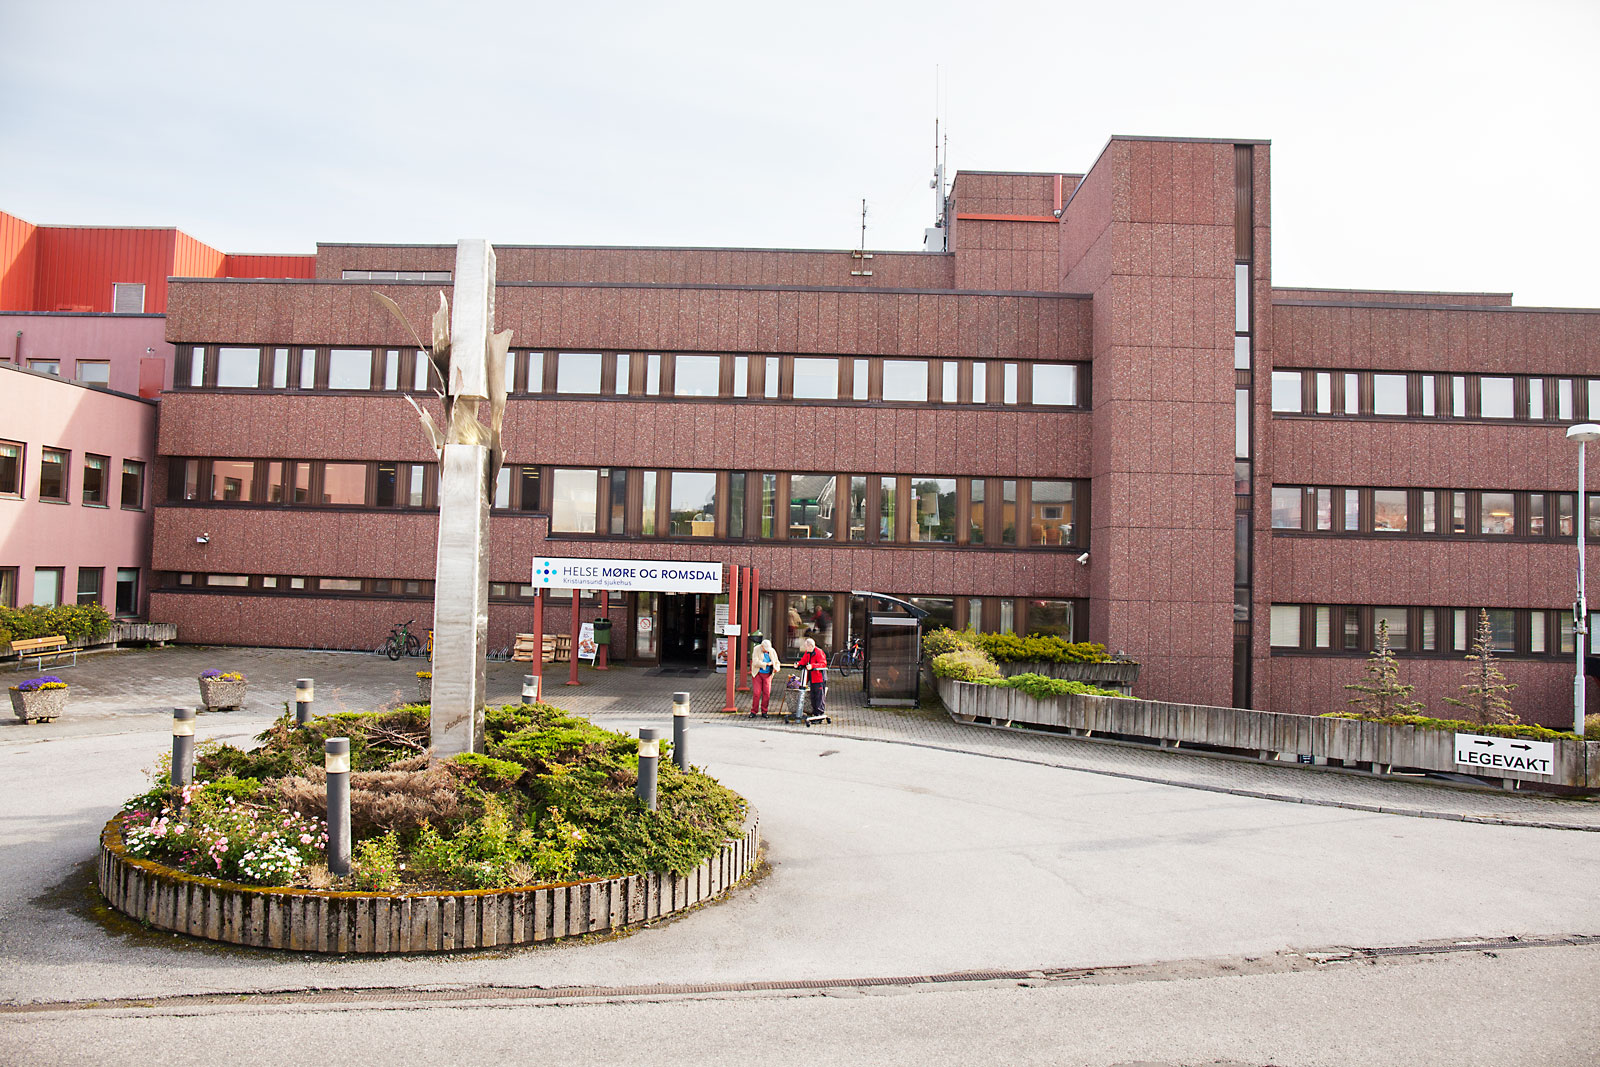 HELSE MØRE OG ROMSDAL
Kristiansund sjukehus
LEGEVAKT